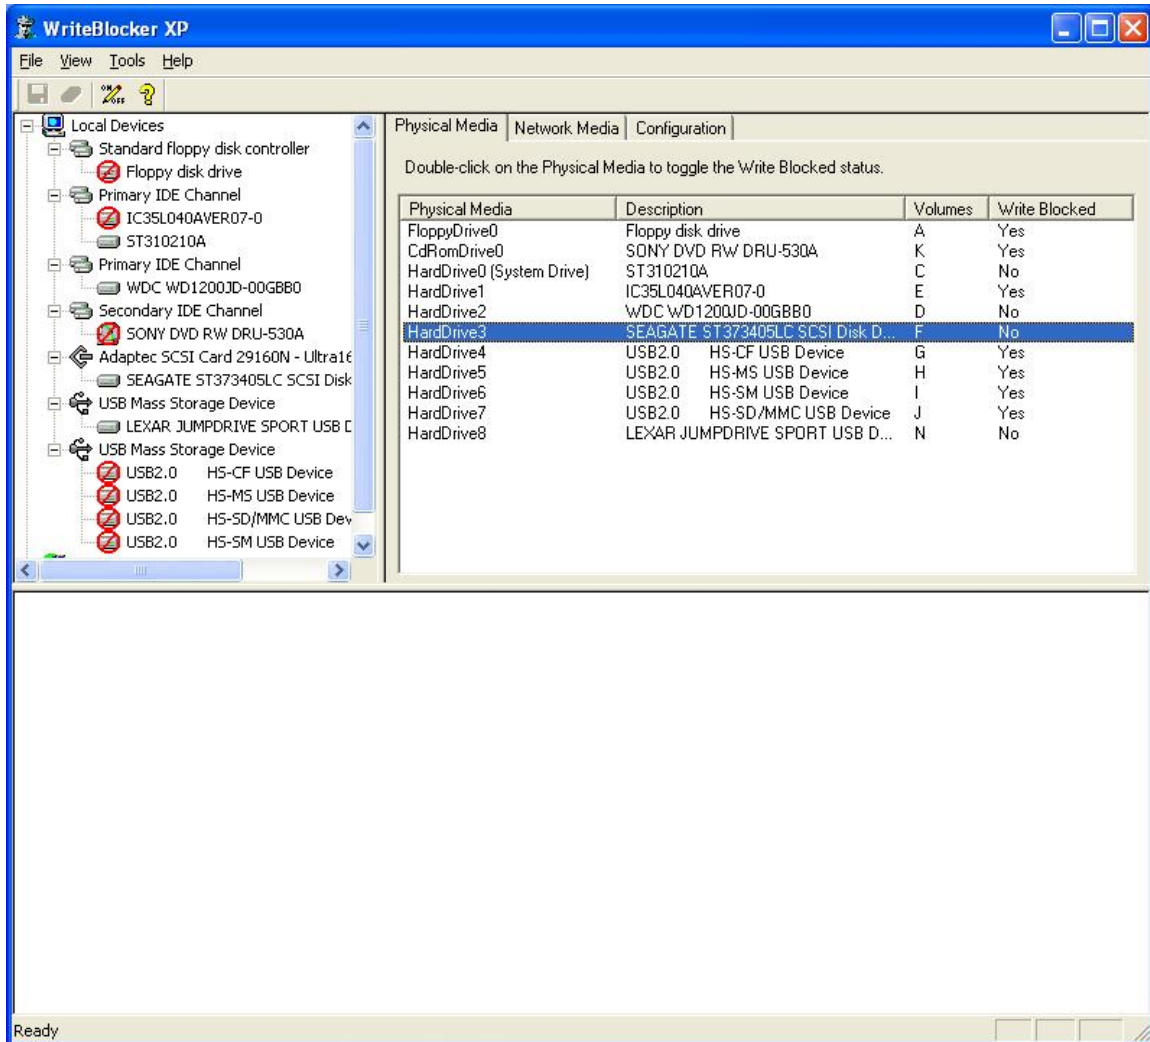 WriteBlocker XP
File View Tools Help
Local Devices
Standard floppy disk controller
Floppy disk drive
Primary IDE Channel
IC35L040AVER07-0
ST310210A
Primary IDE Channel
WDC WD1200JD-00GBB0
Secondary IDE Channel
SONY DVD RW DRU-530A
Adaptec SCSI Card 29160N - Ultra16
SEAGATE ST373405LC SCSI Disk
USB Mass Storage Device
LEXAR JUMPDRIVE SPORT USB D
USB Mass Storage Device
USB2.0 HS-CF USB Device
USB2.0 HS-MS USB Device
USB2.0 HS-SD/MMC USB Dev
USB2.0 HS-SM USB Device
Physical Media Network Media Configuration
Double-click on the Physical Media to toggle the Write Blocked status.
Physical Media Description Volumes Write Blocked
FloppyDrive0 Floppy disk drive A Yes
CdRomDrive0 SONY DVD RW DRU-530A K Yes
HardDrive0 (System Drive) ST310210A C No
HardDrive1 IC35L040AVER07-0 E Yes
HardDrive2 WDC WD1200JD-00GBB0 D No
HardDrive3 SEAGATE ST373405LC SCSI Disk D... F No
HardDrive4 USB2.0 HS-CF USB Device G Yes
HardDrive5 USB2.0 HS-MS USB Device H Yes
HardDrive6 USB2.0 HS-SM USB Device I Yes
HardDrive7 USB2.0 HS-SD/MMC USB Device J Yes
HardDrive8 LEXAR JUMPDRIVE SPORT USB D... N No
Ready